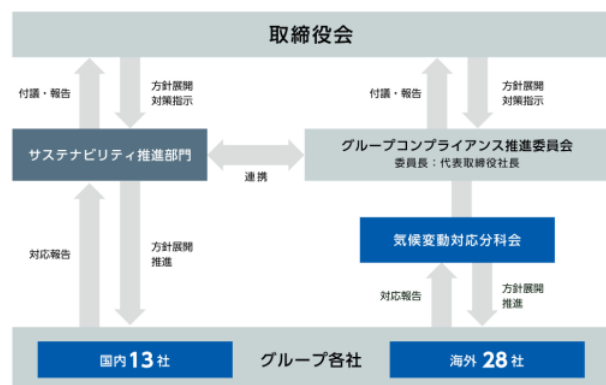 取締役会
付議・報告
方針展開
対策指示
付議・報告
方針展開
対策指示
サステナビリティ推進部門
連携
グループコンプライアンス推進委員会
委員長：代表取締役社長
気候変動対応分科会
対応報告
方針展開
推進
対応報告
方針展開
推進
国内13社
グループ各社
海外28社